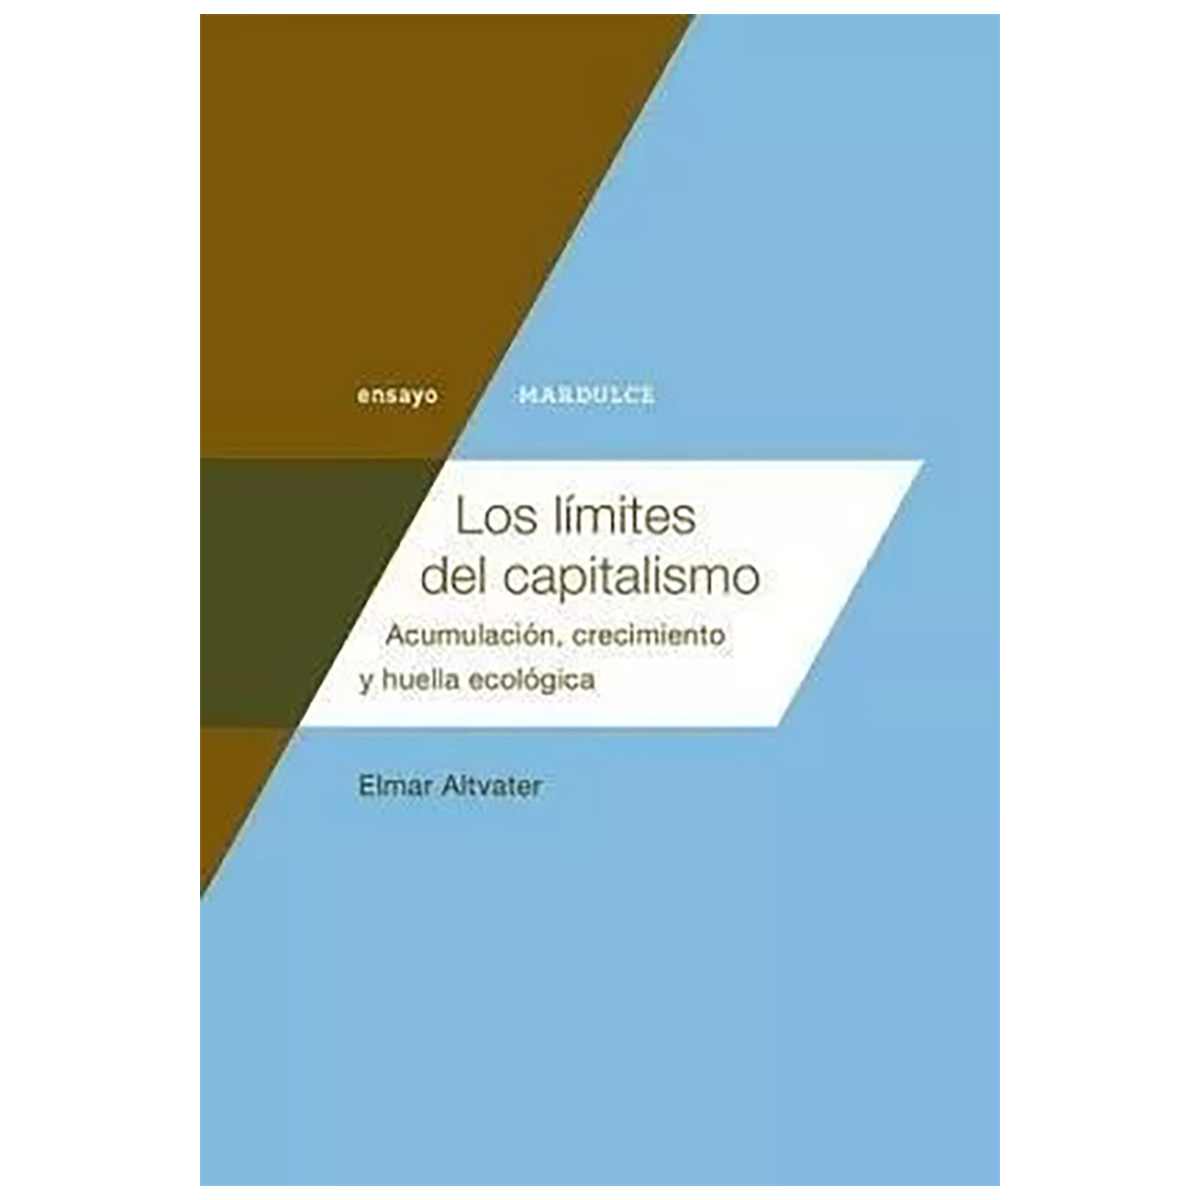 ensayo MARDULCE
Los límites
del capitalismo
Acumulación, crecimiento
y huella ecológica
Elmar Altvater